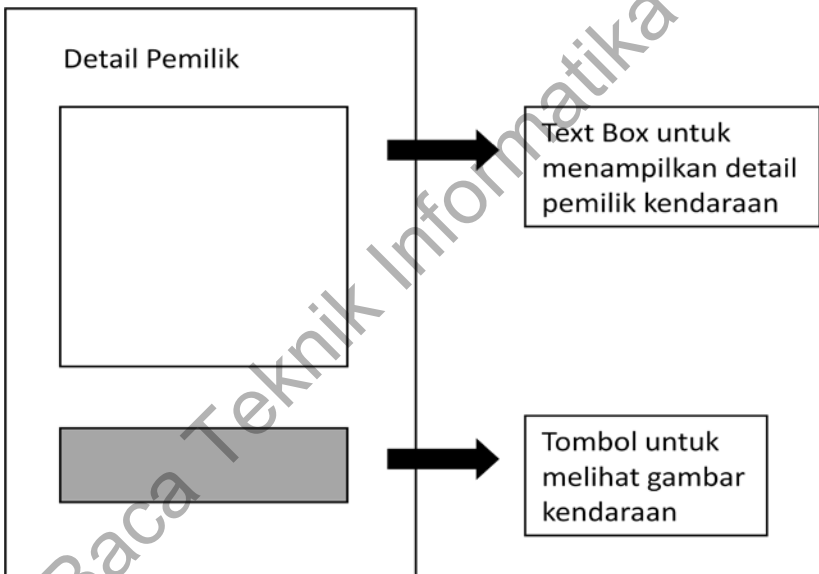 Detail Pemilik
Text Box untuk
menampilkan detail
pemilik kendaraan
Tombol untuk
melihat gambar
kendaraan
Baca Teknik Informatika